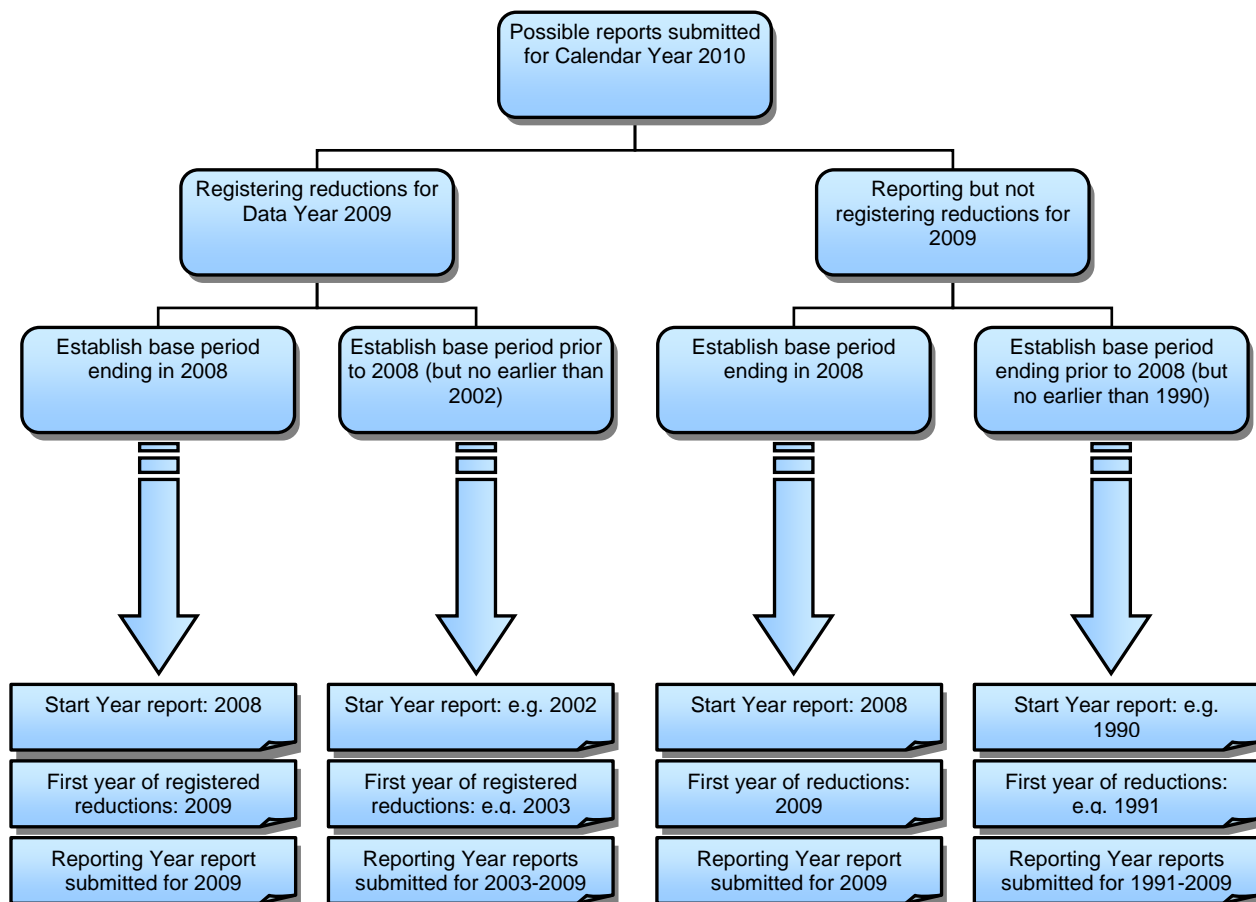 Possible reports submitted
for Calendar Year 2010
Registering reductions for
Data Year 2009
Reporting but not
registering reductions for
2009
Establish base period
ending in 2008
Establish base period prior
to 2008 (but no earlier than
2002)
Establish base period
ending in 2008
Establish base period
ending prior to 2008 (but
no earlier than 1990)
Start Year report: 2008
Star Year report: e.g. 2002
Start Year report: 2008
Start Year report: e.g.
1990
First year of registered
reductions: 2009
First year of registered
reductions: e.g. 2003
First year of reductions:
2009
First year of reductions:
e.g. 1991
Reporting Year report
submitted for 2009
Reporting Year reports
submitted for 2003-2009
Reporting Year report
submitted for 2009
Reporting Year reports
submitted for 1991-2009